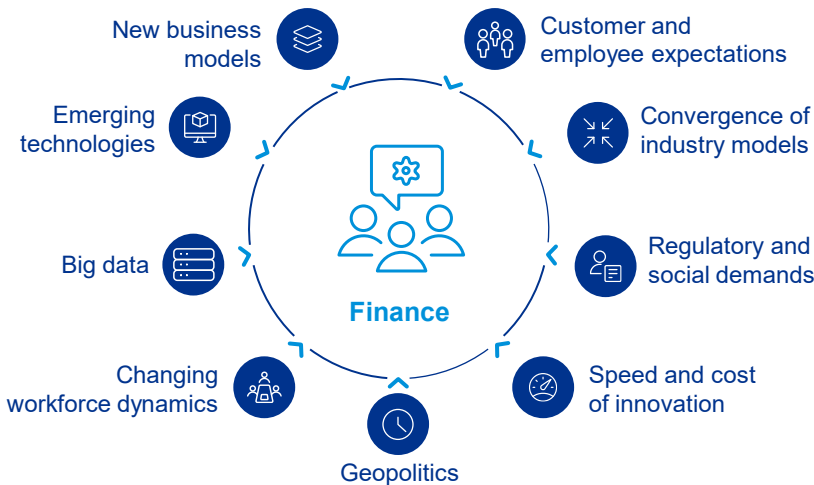 New business
models
Customer and
employee expectations
Emerging
technologies
Convergence of
industry models
Big data
Regulatory and
social demands
Finance
Changing
workforce dynamics
Speed and cost
of innovation
Geopolitics